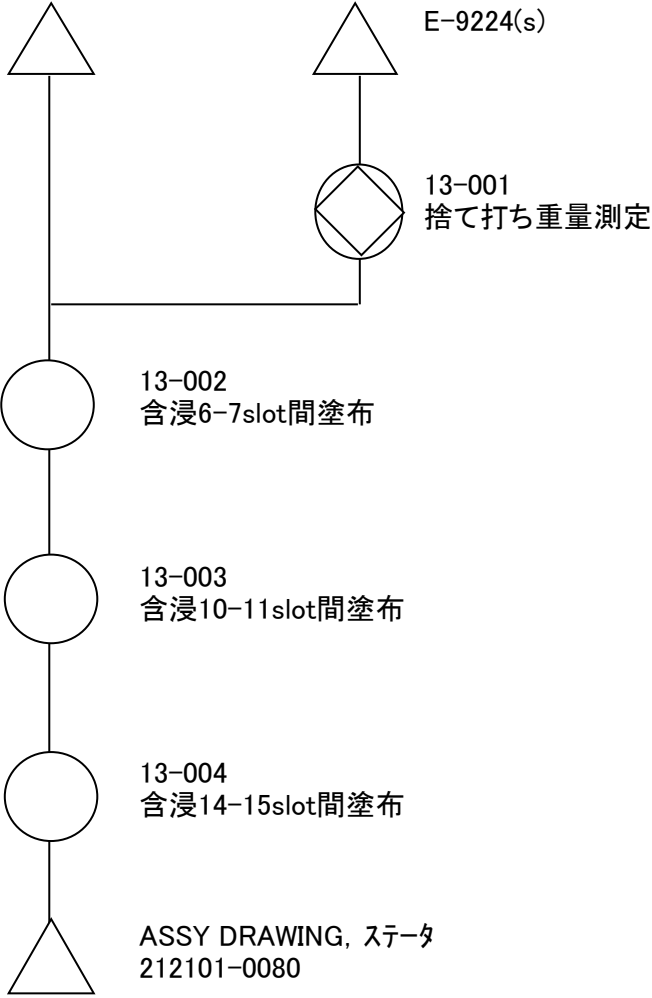 E-9224(s)
13-001
捨て打ち重量測定
13-002
含浸6-7slot間塗布
13-003
含浸10-11slot間塗布
13-004
含浸14-15slot間塗布
ASSY DRAWING, ステータ
212101-0080